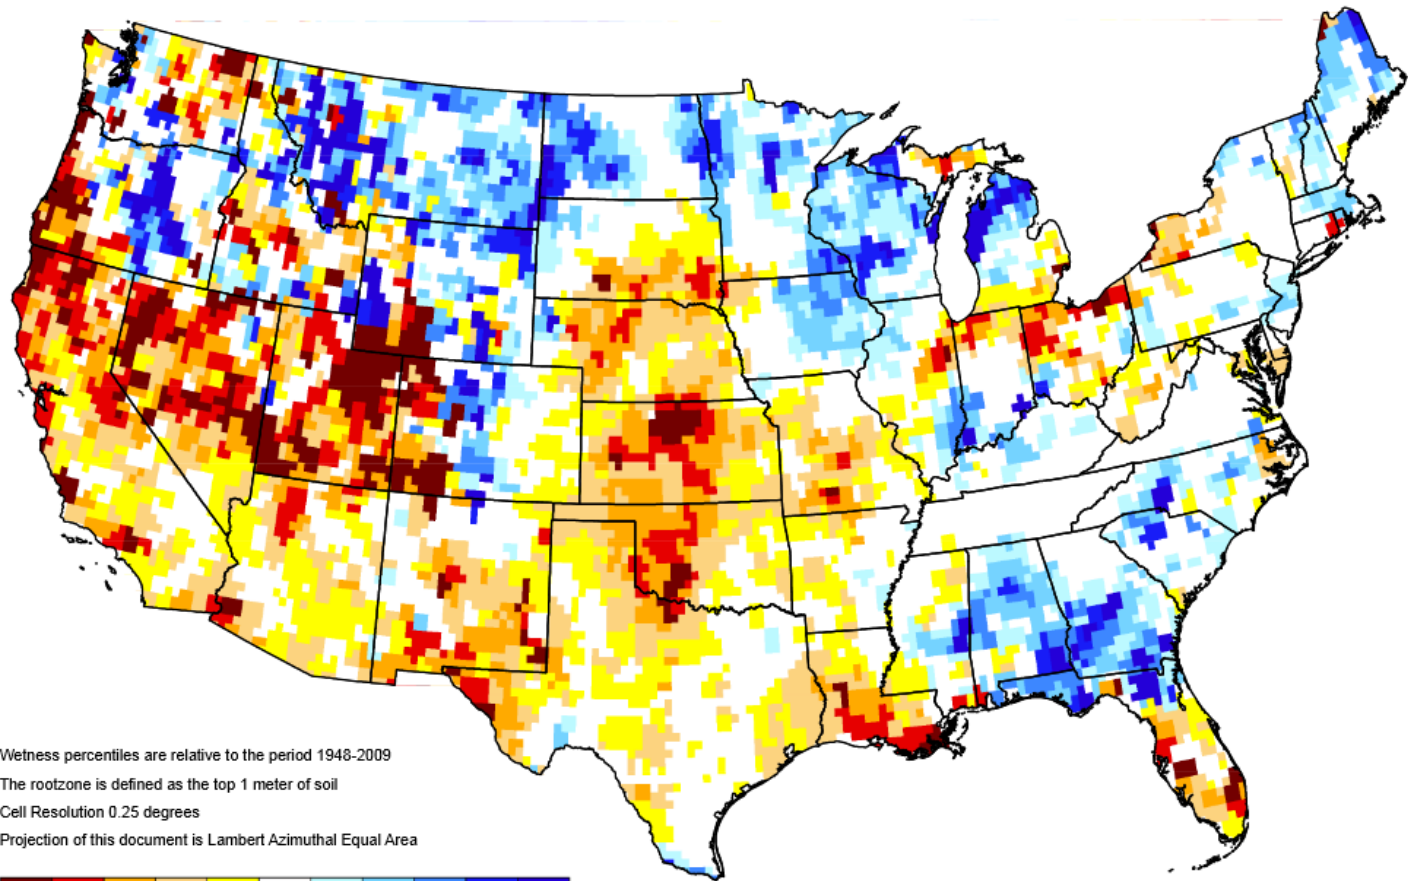 Wetness percentiles are relative to the period 1948-2009
The rootzone is defined as the top 1 meter of soil
Cell Resolution 0.25 degrees
Projection of this document is Lambert Azimuthal Equal Area